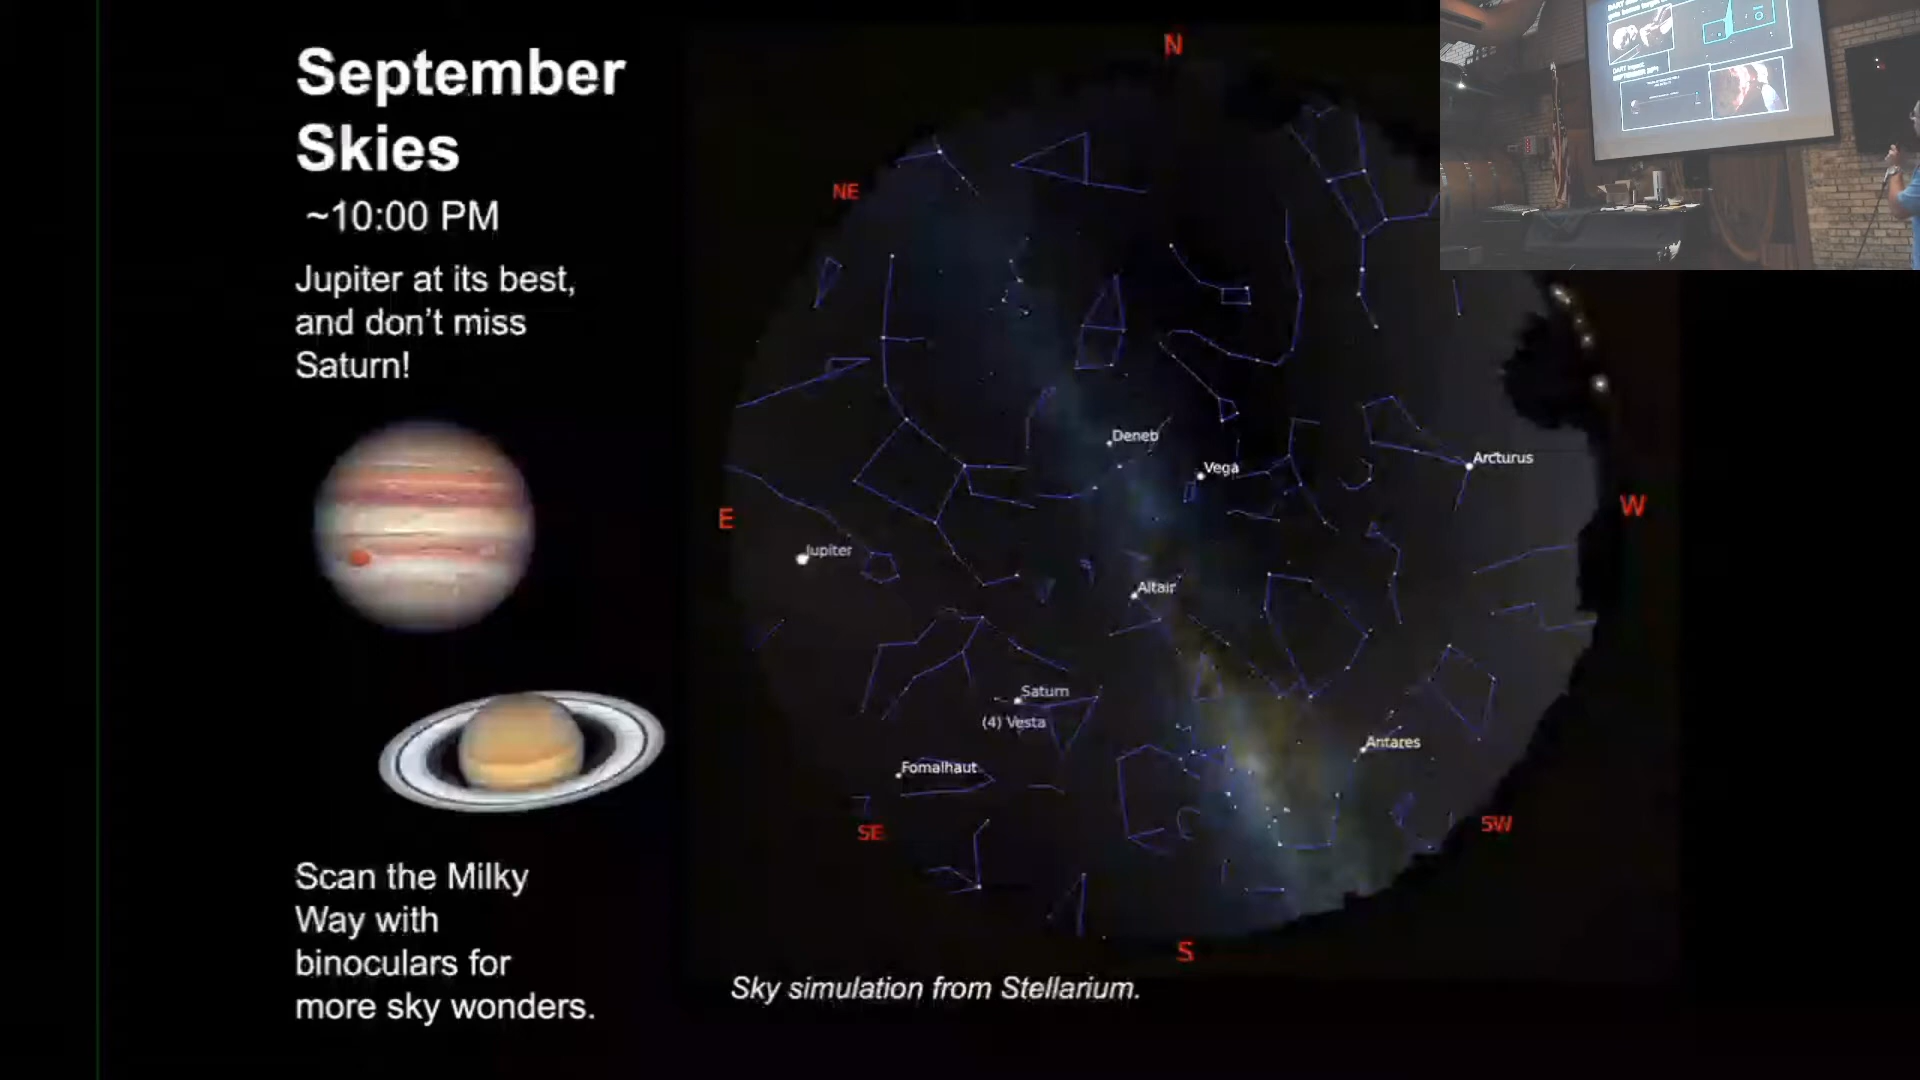 September
Skies
~10:00 PM
Jupiter at its best,
and don't miss
Saturn!
Scan the Milky
Way with
binoculars for
more sky wonders.
N
NE
Deneb
Vega
Arcturus
E
W
Jupiter
Altair
Saturn
(4) Vesta
Antares
Fomalhaut
SE
SW
S
Sky simulation from Stellarium.